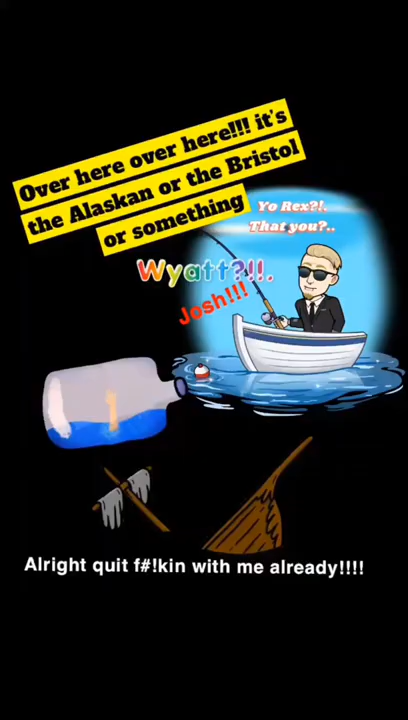 Over here over here!!! it's
the Alaskan or the Bristol
or something
Yo Rex?!.
That you?..
Wyatt?!!.
Josh!!!
Alright quit f#!kin with me already!!!!